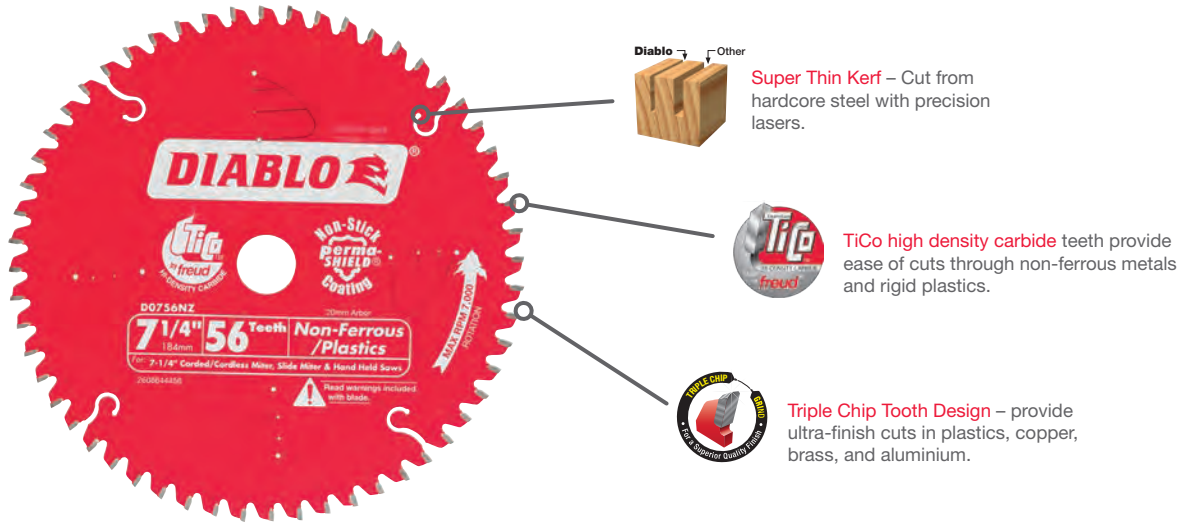 Diablo
Other
Super Thin Kerf – Cut from
hardcore steel with precision
lasers.
DIABLO
®
TiCo
by freud
HI-DENSITY CARBIDE
Non-Stick
Perma-
SHIELD®
Coating
D0756NZ
20mm Arbor
7 1/4"
184mm
56 Teeth
Non-Ferrous
/Plastics
For: 7-1/4" Corded/Cordless Miter, Slide Miter & Hand Held Saws
2608644458
Read warnings included
with blade.
MAX RPM 7,000
ROTATION
TiCo
HI-DENSITY CARBIDE
freud
TiCo high density carbide teeth provide
ease of cuts through non-ferrous metals
and rigid plastics.
TRIPLE CHIP GRIND
• For a Superior Quality Finish •
Triple Chip Tooth Design – provide
ultra-finish cuts in plastics, copper,
brass, and aluminium.